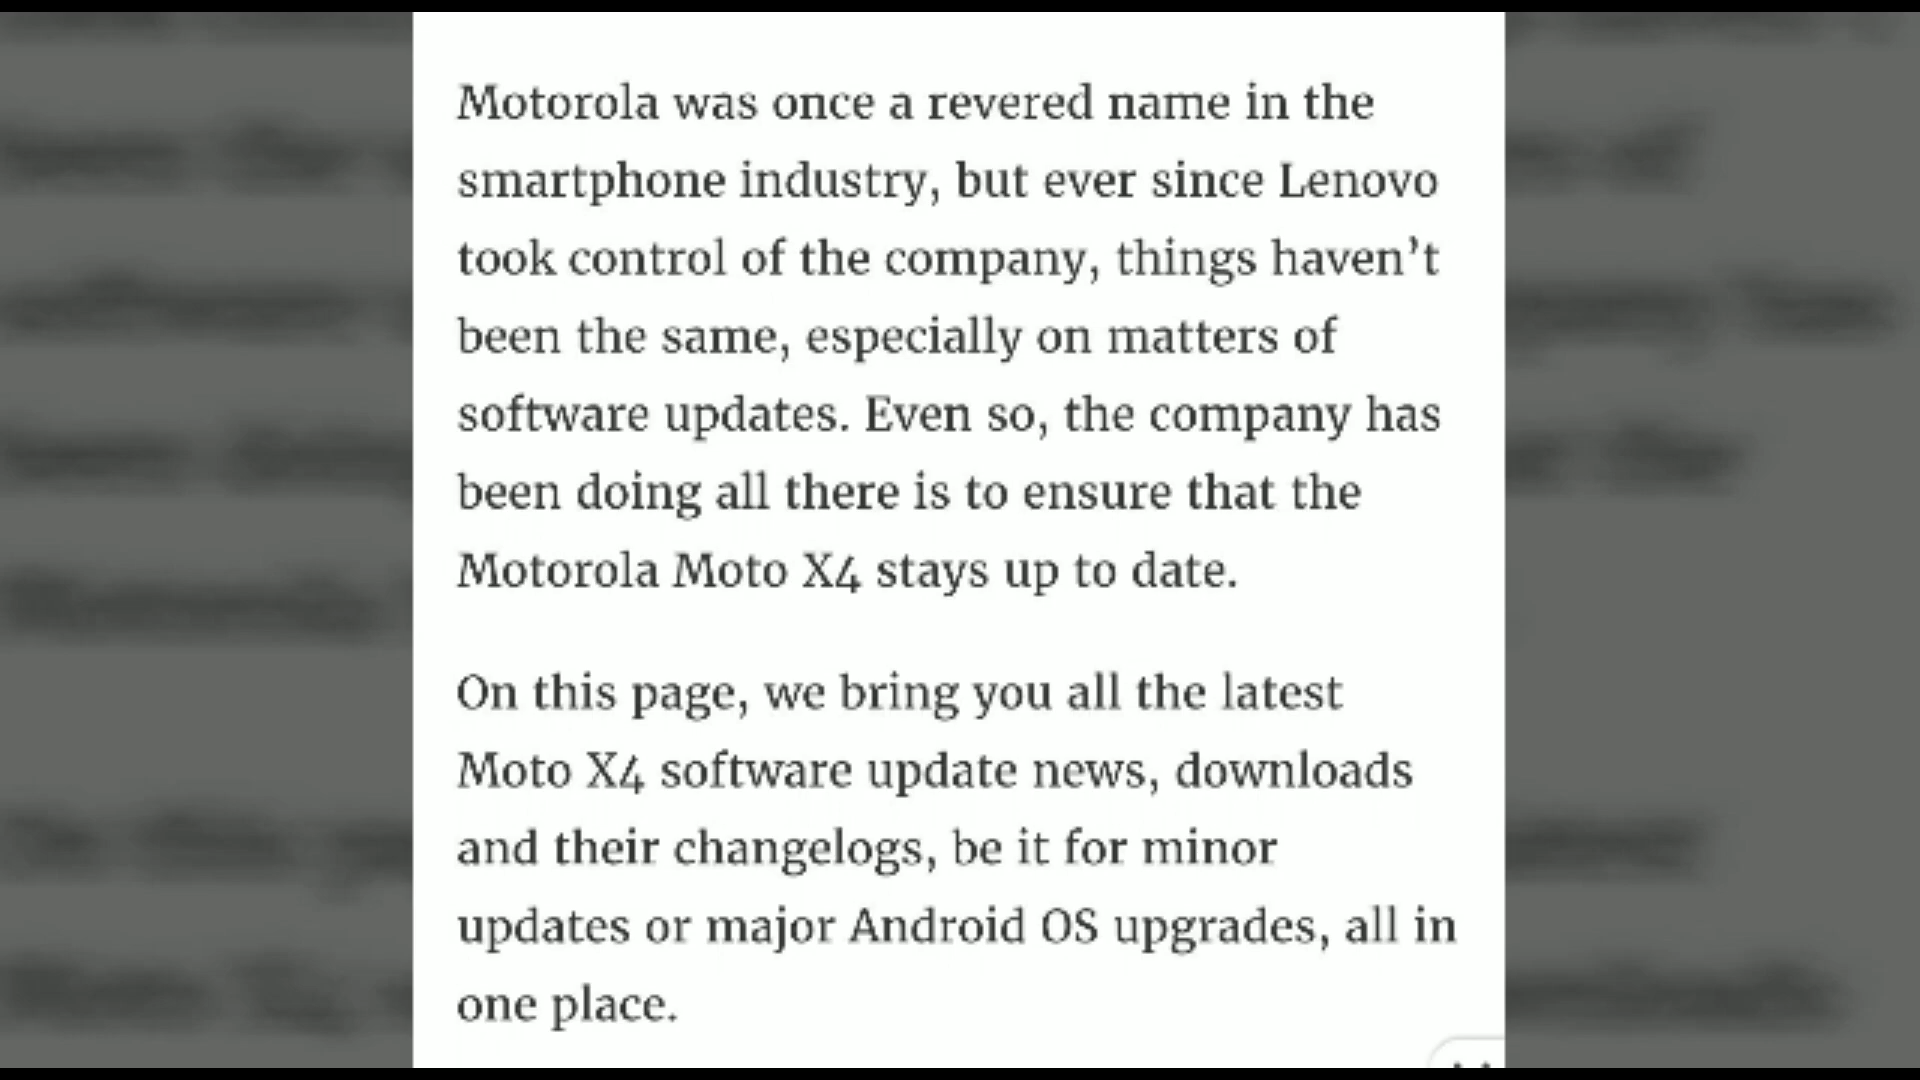 Motorola was once a revered name in the
smartphone industry, but ever since Lenovo
took control of the company, things haven’t
been the same, especially on matters of
software updates. Even so, the company has
been doing all there is to ensure that the
Motorola Moto X4 stays up to date.
On this page, we bring you all the latest
Moto X4 software update news, downloads
and their changelogs, be it for minor
updates or major Android OS upgrades, all in
one place.